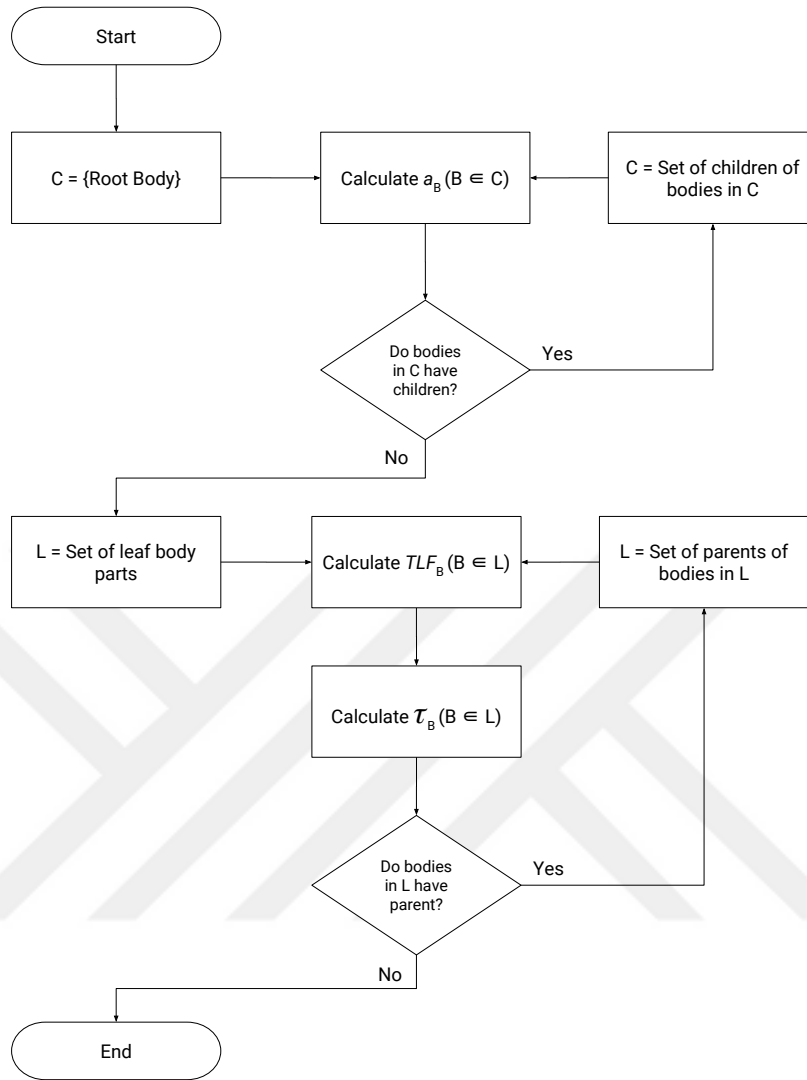 Start
C = {Root Body}
Calculate a_B (B ∈ C)
C = Set of children of
bodies in C
Do bodies
in C have
children?
Yes
No
L = Set of leaf body
parts
Calculate TLF_B (B ∈ L)
L = Set of parents of
bodies in L
Calculate 𝝉_B (B ∈ L)
Do bodies
in L have
parent?
Yes
No
End